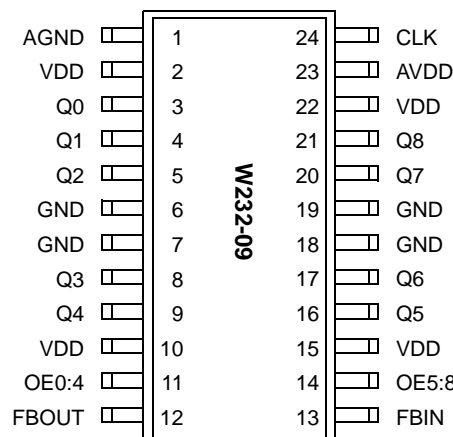 AGND 1 24 CLK
VDD 2 23 AVDD
Q0 3 22 VDD
Q1 4 21 Q8
Q2 5 20 Q7
GND 6 19 GND
GND 7 18 GND
Q3 8 17 Q6
Q4 9 16 Q5
VDD 10 15 VDD
OE0:4 11 14 OE5:8
FBOUT 12 13 FBIN
W232-09